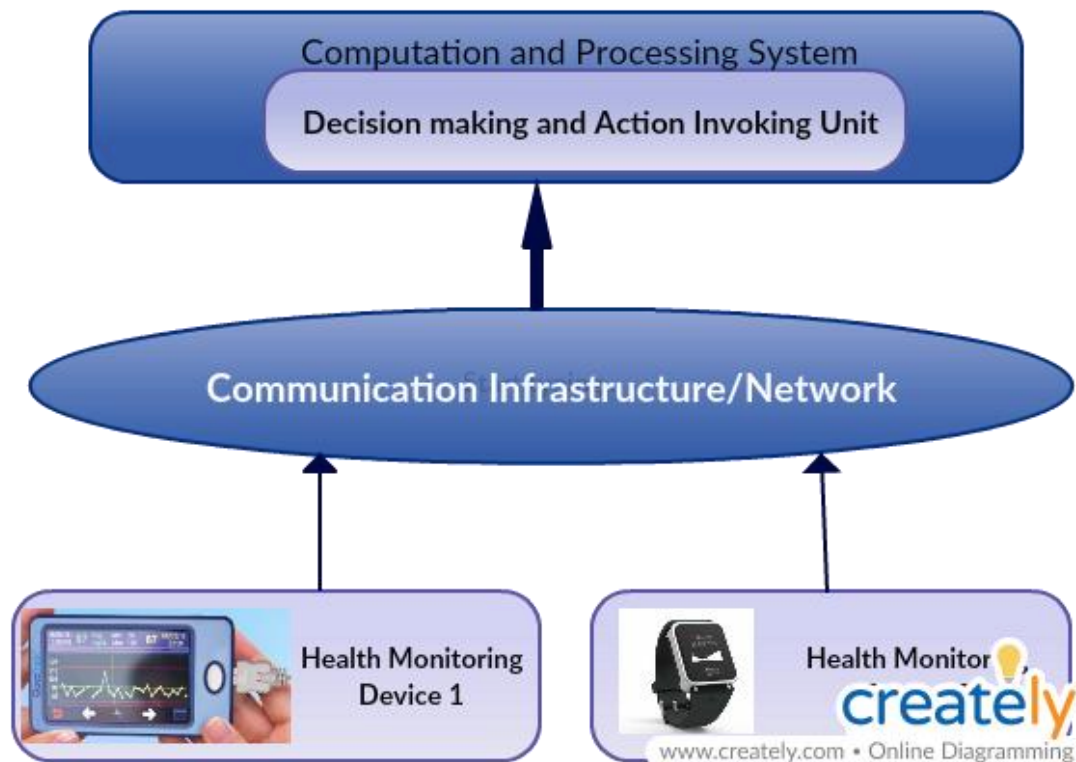 Computation and Processing System
Decision making and Action Invoking Unit
Communication Infrastructure/Network
Health Monitoring
Device 1
Health
creately
www.creately.com • Online Diagramming